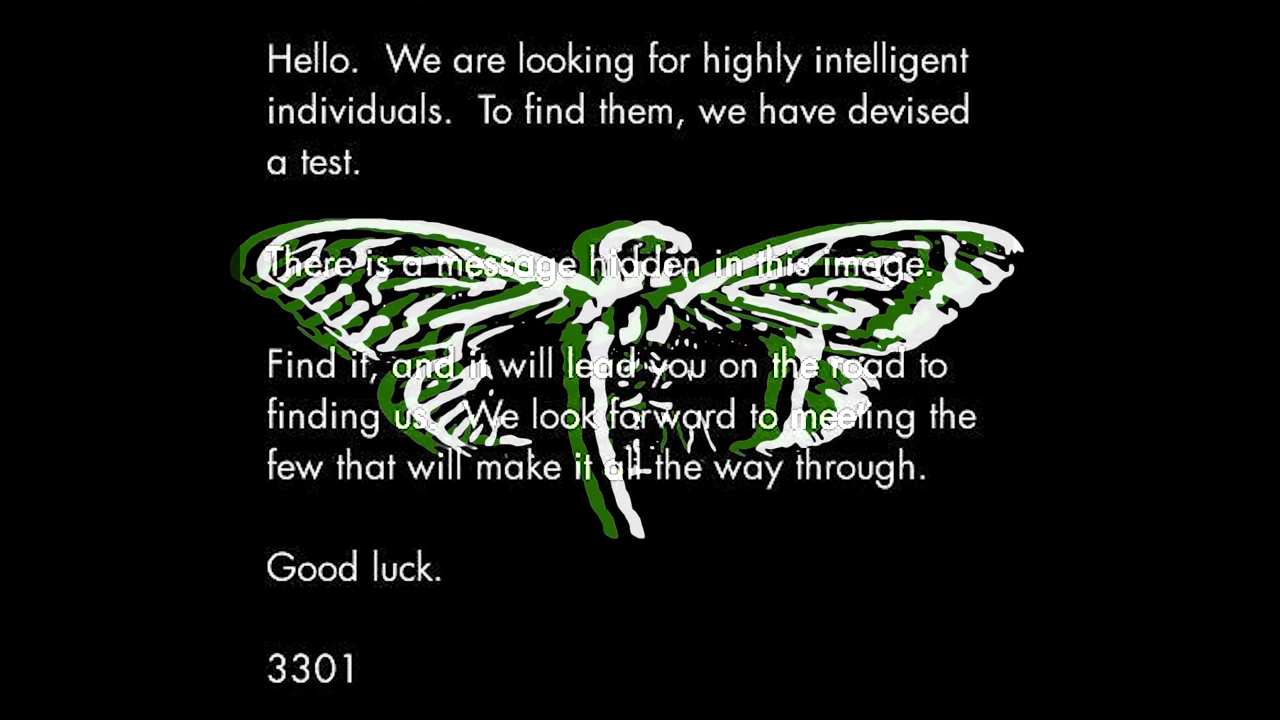 Hello. We are looking for highly intelligent
individuals. To find them, we have devised
a test.
There is a message hidden in this image.
Find it, and it will lead you on the road to
finding us. We look forward to meeting the
few that will make it all the way through.
Good luck.
3301